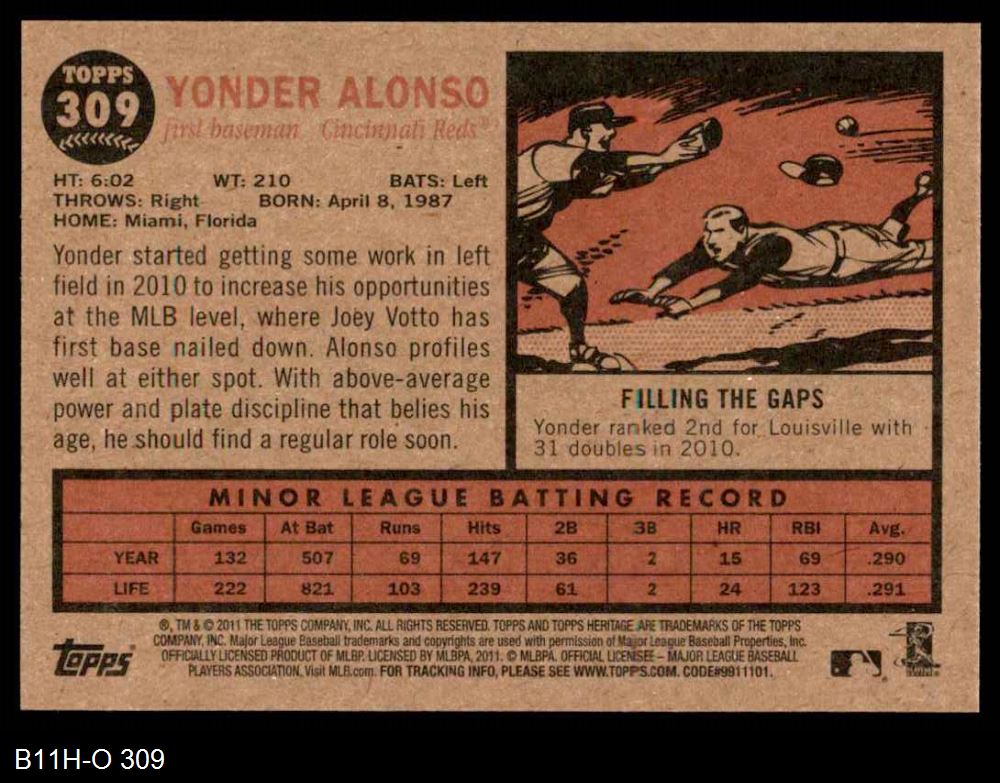 TOPPS
309
YONDER ALONSO
first baseman Cincinnati Reds®
HT: 6:02 WT: 210 BATS: Left
THROWS: Right BORN: April 8, 1987
HOME: Miami, Florida
Yonder started getting some work in left
field in 2010 to increase his opportunities
at the MLB level, where Joey Votto has
first base nailed down. Alonso profiles
well at either spot. With above-average
power and plate discipline that belies his
age, he should find a regular role soon.
FILLING THE GAPS
Yonder ranked 2nd for Louisville with
31 doubles in 2010.
MINOR LEAGUE BATTING RECORD
Games At Bat Runs Hits 2B 3B HR RBI Avg.
YEAR 132 507 69 147 36 2 15 69 .290
LIFE 222 821 103 239 61 2 24 123 .291
®, TM & © 2011 THE TOPPS COMPANY, INC. ALL RIGHTS RESERVED. TOPPS AND TOPPS HERITAGE ARE TRADEMARKS OF THE TOPPS
COMPANY, INC. Major League Baseball trademarks and copyrights are used with permission of Major League Baseball Properties, Inc.
OFFICIALLY LICENSED PRODUCT OF MLBP. LICENSED BY MLBPA, 2011. © MLBPA. OFFICIAL LICENSEE – MAJOR LEAGUE BASEBALL
PLAYERS ASSOCIATION. Visit MLB.com. FOR TRACKING INFO, PLEASE SEE WWW.TOPPS.COM. CODE#9911101.
Topps
B11H-O 309